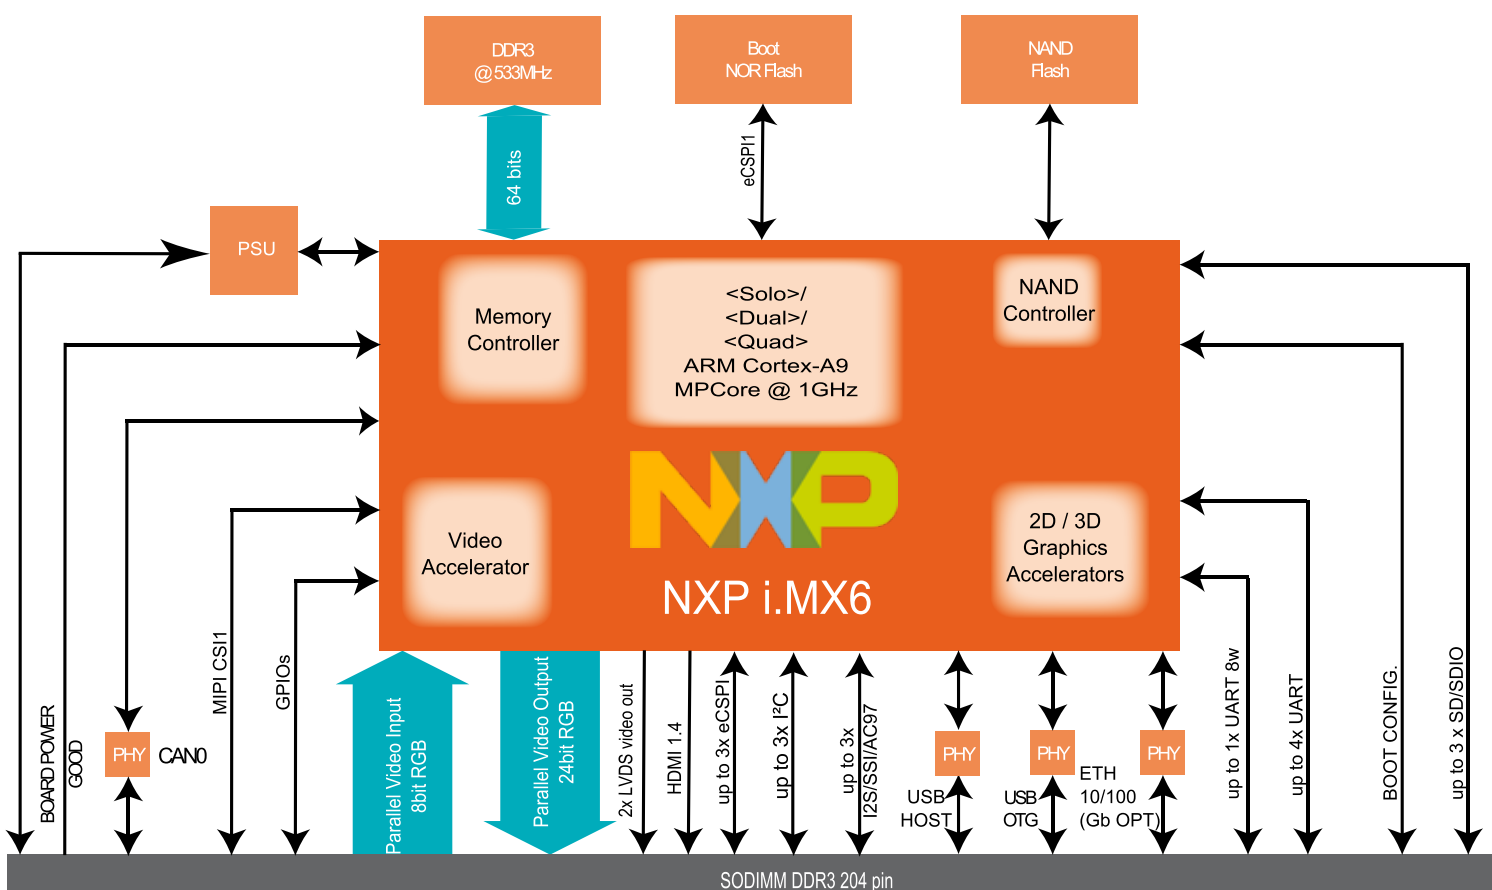 DDR3
@ 533MHz
Boot
NOR Flash
NAND
Flash
64 bits
eCSPI1
PSU
Memory
Controller
<Solo>/
<Dual>/
<Quad>
ARM Cortex-A9
MPCore @ 1GHz
NAND
Controller
Video
Accelerator
NXP
NXP i.MX6
2D / 3D
Graphics
Accelerators
BOARD POWER
GOOD
PHY
CAN0
MIPI CSI1
GPIOs
Parallel Video Input
8bit RGB
Parallel Video Output
24bit RGB
2x LVDS video out
HDMI 1.4
up to 3x eCSPI
up to 3x I²C
up to 3x
I2S/SSI/AC97
PHY
USB
HOST
PHY
USB
OTG
PHY
ETH
10/100
(Gb OPT)
up to 1x UART 8w
up to 4x UART
BOOT CONFIG.
up to 3 x SD/SDIO
SODIMM DDR3 204 pin